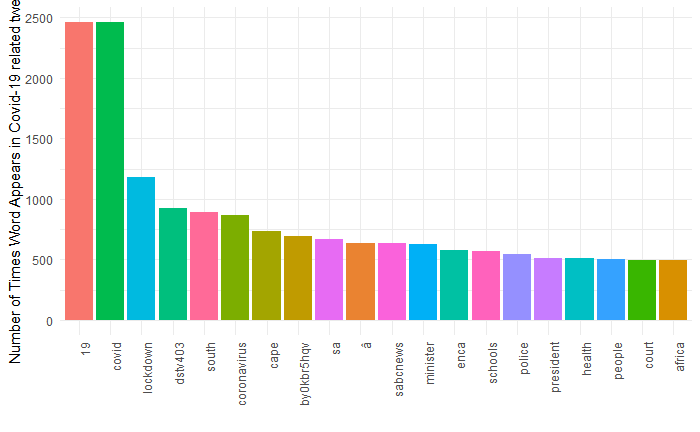 Number of Times Word Appears in Covid-19 related twe
2500
2000
1500
1000
500
0
19
covid
lockdown
dstv403
south
coronavirus
cape
by0kbr5hqv
sa
â
sabcnews
minister
enca
schools
police
president
health
people
court
africa